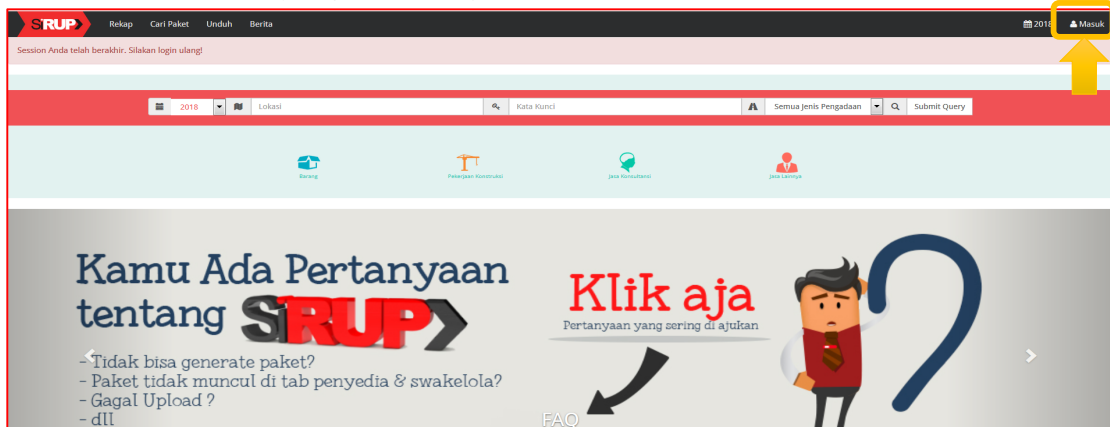 SiRUP Rekap Cari Paket Unduh Berita 2018 Masuk
Session Anda telah berakhir. Silakan login ulang!
2018 Lokasi Kata Kunci Semua Jenis Pengadaan Submit Query
Barang Pekerjaan Konstruksi Jasa Konsultansi Jasa Lainnya
Kamu Ada Pertanyaan
tentang SiRUP
- Tidak bisa generate paket?
- Paket tidak muncul di tab penyedia & swakelola?
- Gagal Upload ?
- dll
Klik aja
Pertanyaan yang sering di ajukan
FAQ